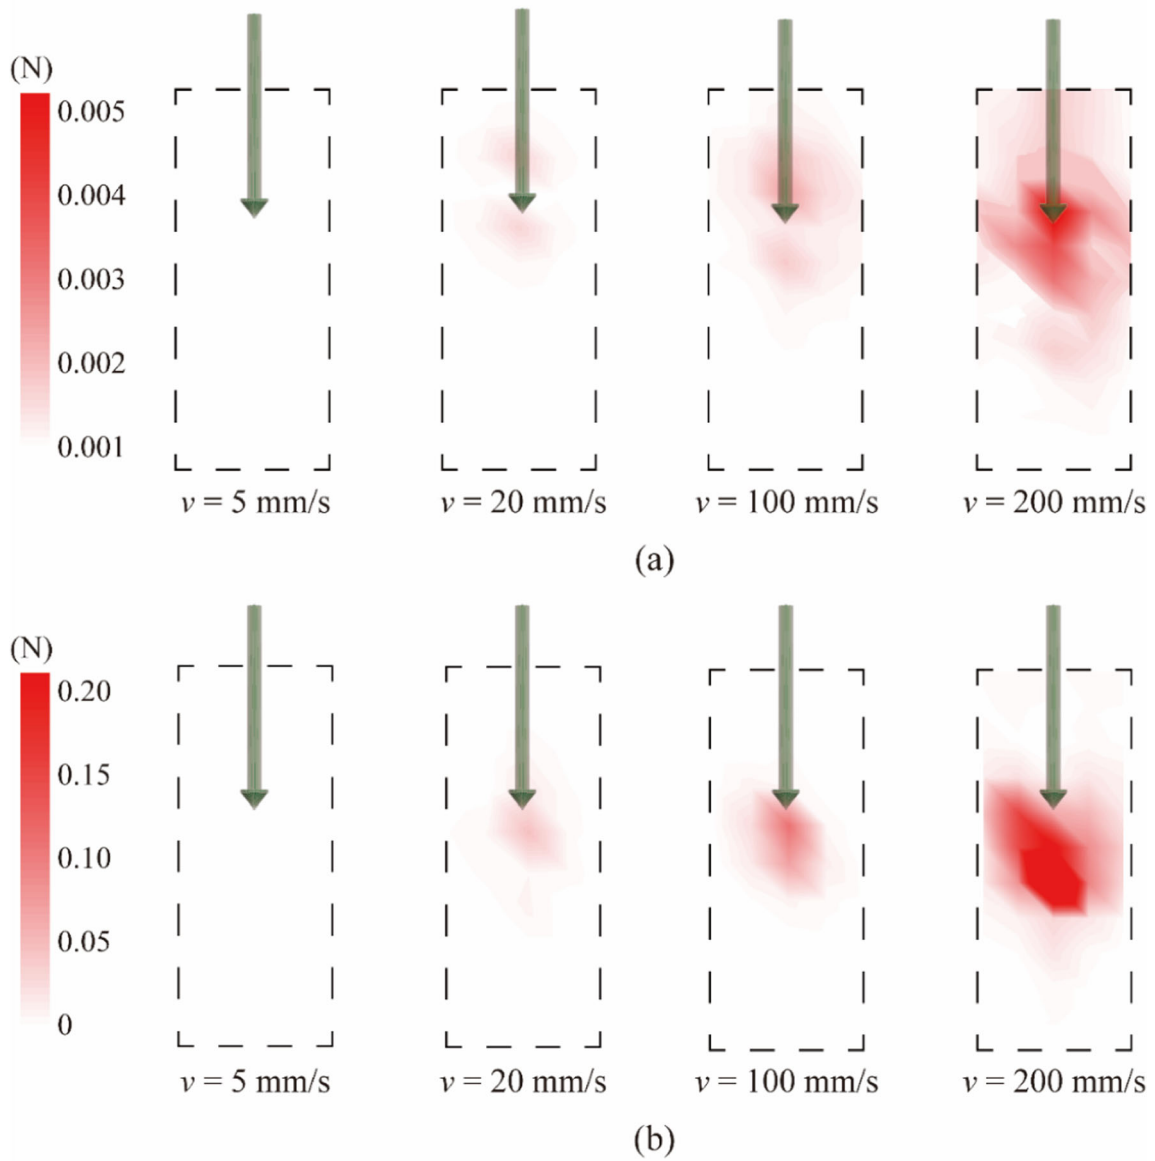 (N)
0.005
0.004
0.003
0.002
0.001
v = 5 mm/s
v = 20 mm/s
v = 100 mm/s
v = 200 mm/s
(a)
(N)
0.20
0.15
0.10
0.05
0
v = 5 mm/s
v = 20 mm/s
v = 100 mm/s
v = 200 mm/s
(b)